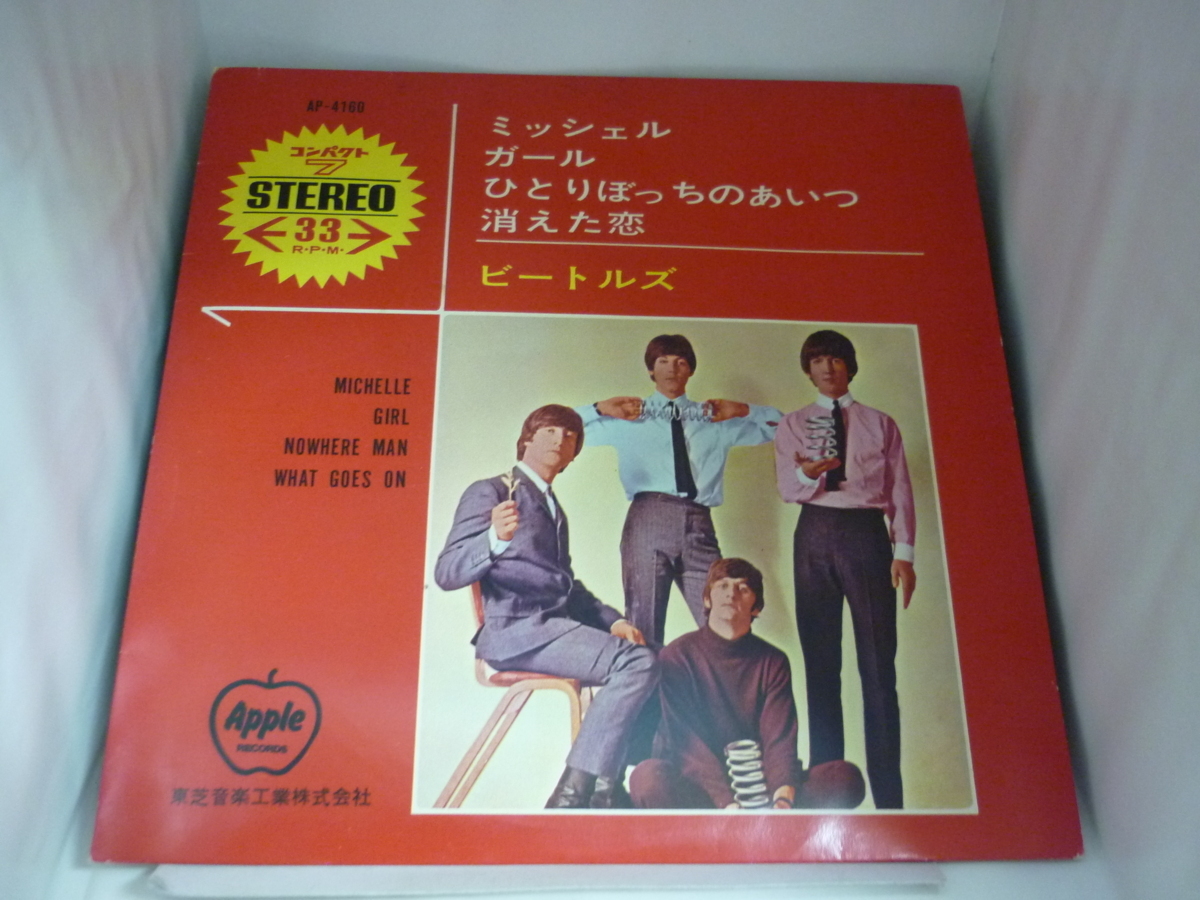 AP-4160
コンパクト
7
STEREO
33
R・P・M・
ミッシェル
ガール
ひとりぼっちのあいつ
消えた恋
ビートルズ
MICHELLE
GIRL
NOWHERE MAN
WHAT GOES ON
Apple
RECORDS
東芝音楽工業株式会社